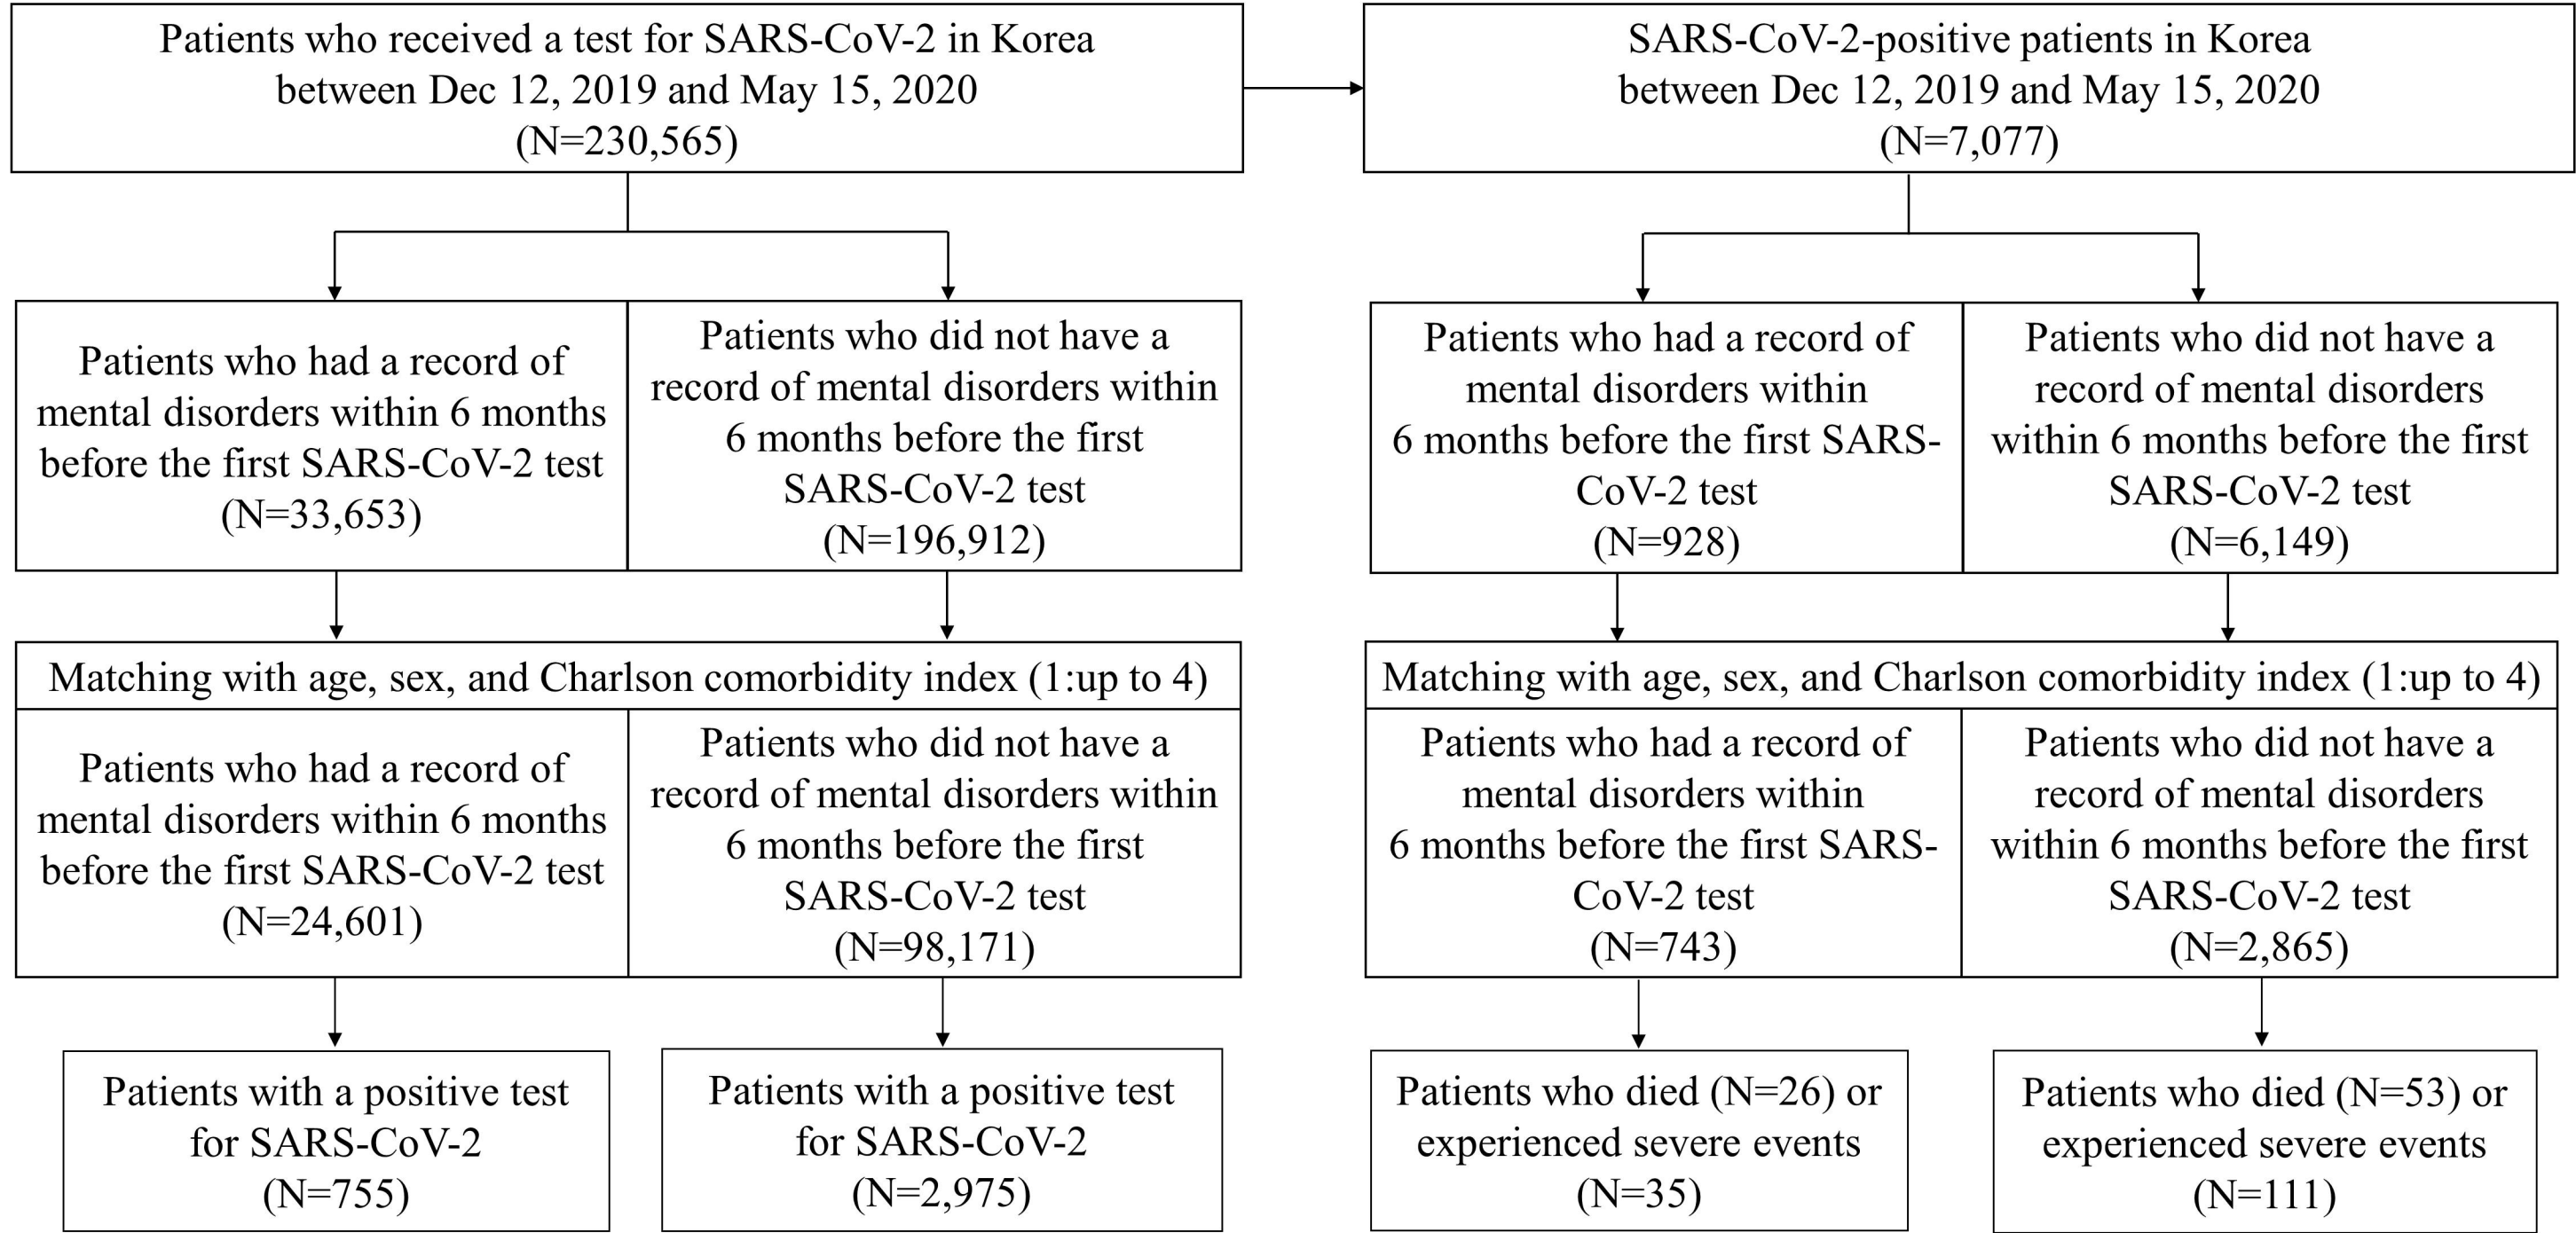 Patients who received a test for SARS-CoV-2 in Korea
between Dec 12, 2019 and May 15, 2020
(N=230,565)
SARS-CoV-2-positive patients in Korea
between Dec 12, 2019 and May 15, 2020
(N=7,077)
Patients who had a record of
mental disorders within 6 months
before the first SARS-CoV-2 test
(N=33,653)
Patients who did not have a
record of mental disorders within
6 months before the first
SARS-CoV-2 test
(N=196,912)
Patients who had a record of
mental disorders within
6 months before the first SARS-
CoV-2 test
(N=928)
Patients who did not have a
record of mental disorders
within 6 months before the first
SARS-CoV-2 test
(N=6,149)
Matching with age, sex, and Charlson comorbidity index (1:up to 4)
Patients who had a record of
mental disorders within 6 months
before the first SARS-CoV-2 test
(N=24,601)
Patients who did not have a
record of mental disorders within
6 months before the first
SARS-CoV-2 test
(N=98,171)
Matching with age, sex, and Charlson comorbidity index (1:up to 4)
Patients who had a record of
mental disorders within
6 months before the first SARS-
CoV-2 test
(N=743)
Patients who did not have a
record of mental disorders
within 6 months before the first
SARS-CoV-2 test
(N=2,865)
Patients with a positive test
for SARS-CoV-2
(N=755)
Patients with a positive test
for SARS-CoV-2
(N=2,975)
Patients who died (N=26) or
experienced severe events
(N=35)
Patients who died (N=53) or
experienced severe events
(N=111)